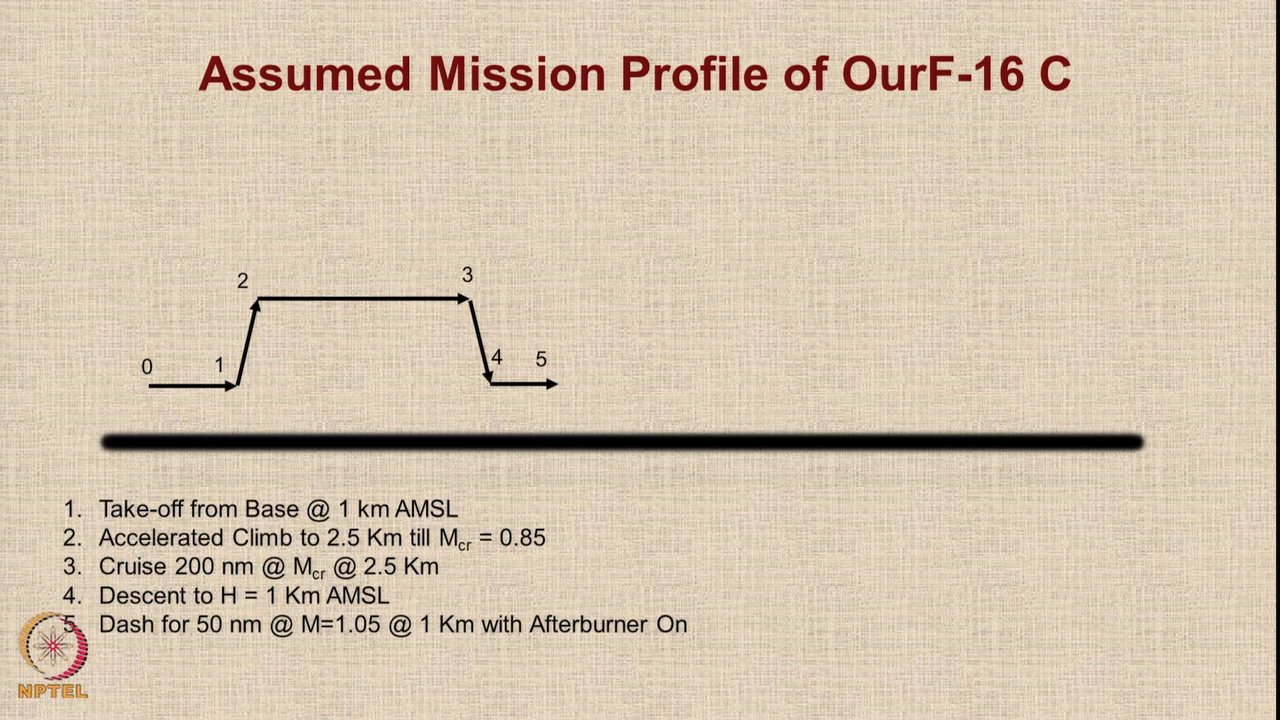 Assumed Mission Profile of OurF-16 C
2
3
0
1
4
5
1. Take-off from Base @ 1 km AMSL
2. Accelerated Climb to 2.5 Km till Mcr = 0.85
3. Cruise 200 nm @ Mcr @ 2.5 Km
4. Descent to H = 1 Km AMSL
5. Dash for 50 nm @ M=1.05 @ 1 Km with Afterburner On
NPTEL